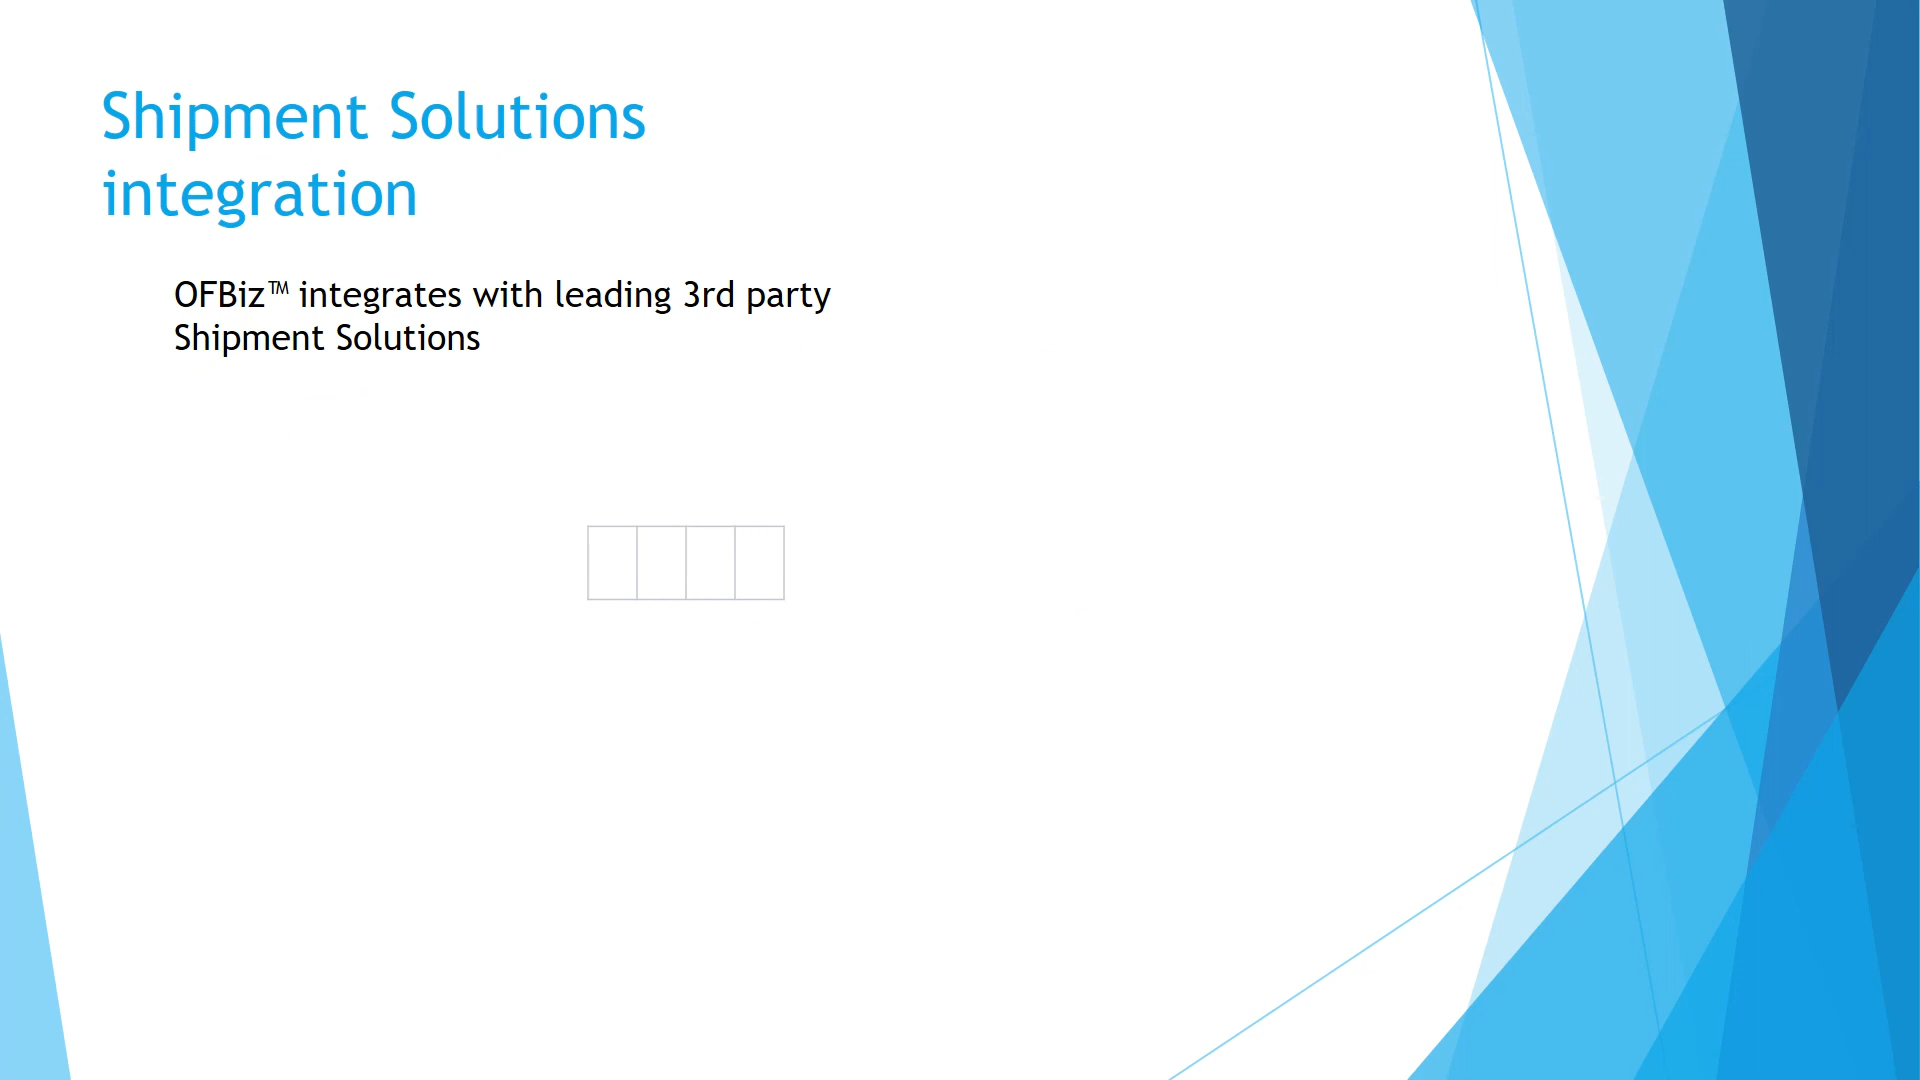 Shipment Solutions
integration
OFBiz™ integrates with leading 3rd party
Shipment Solutions